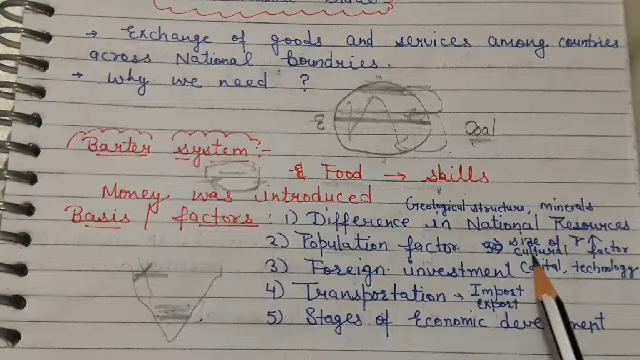 → Exchange of goods and services among countries
across National boundries.
→ Why we need ?
Coal
Barter system :-
Food → skills
Money was introduced
Geological structure, minerals
Basis / factors : 1) Difference in National Resources
2) Population factor size of P ↑
cultural factor
3) Foreign investment Capital, technology
4) Transportation → Import
export
5) Stages of Economic development